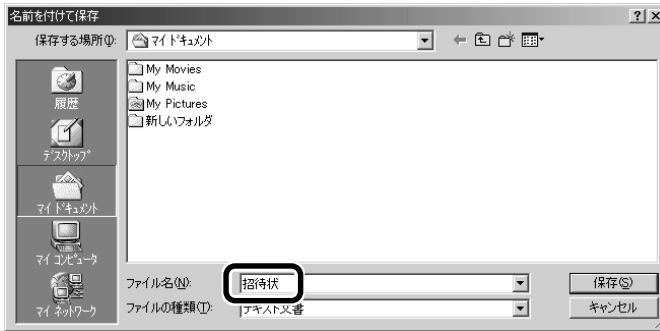 名前を付けて保存
保存する場所(I): マイ ドキュメント
My Movies
My Music
My Pictures
新しいフォルダ
履歴
デスクトップ
マイ ドキュメント
マイ コンピュータ
マイ ネットワーク
ファイル名(N): 招待状 保存(S)
ファイルの種類(T): テキスト文書 キャンセル